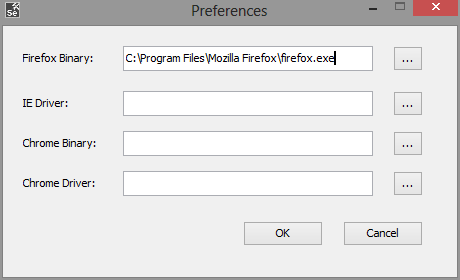 Se
Preferences
Firefox Binary: C:\Program Files\Mozilla Firefox\firefox.exe ...
IE Driver: ...
Chrome Binary: ...
Chrome Driver: ...
OK Cancel